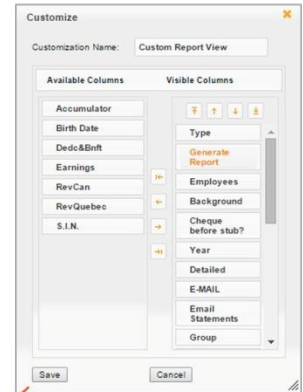 Customize
Customization Name: Custom Report View
Available Columns Visible Columns
Accumulator
Birth Date
Dedc&Bnft
Earnings
RevCan
RevQuebec
S.I.N.
Type
Generate
Report
Employees
Background
Cheque
before stub?
Year
Detailed
E-MAIL
Email
Statements
Group
Save Cancel